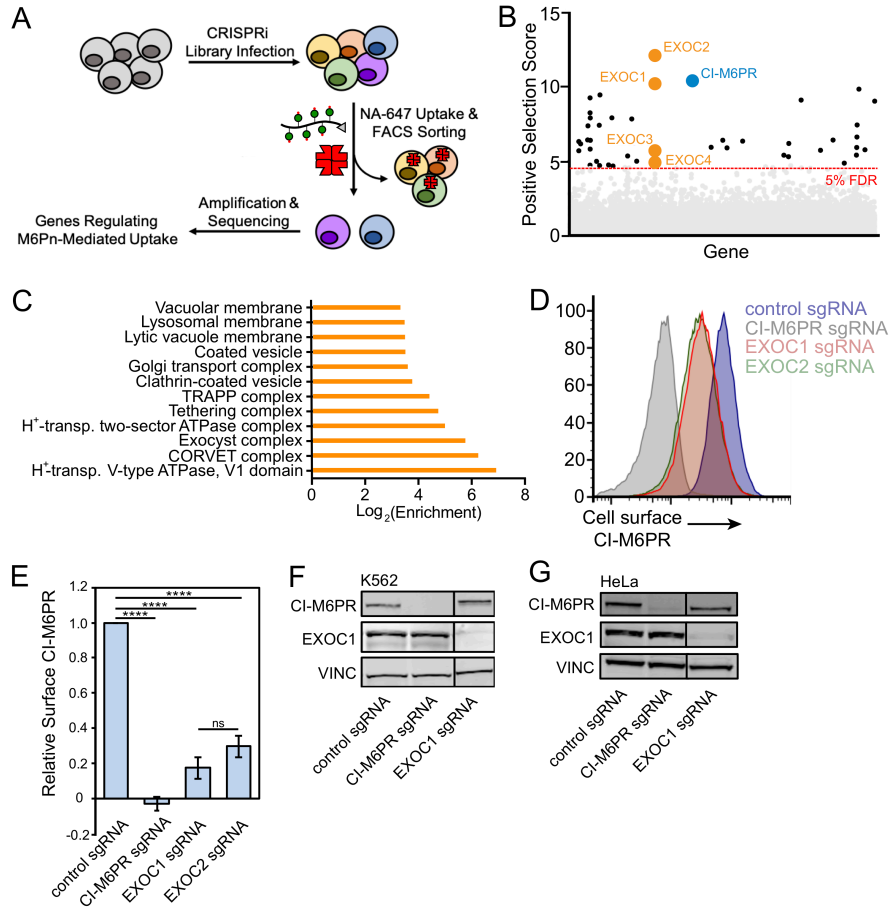 A
CRISPRi
Library Infection
NA-647 Uptake &
FACS Sorting
Amplification &
Sequencing
Genes Regulating
M6Pn-Mediated Uptake
B
Positive Selection Score
15
10
5
0
EXOC2
EXOC1
CI-M6PR
EXOC3
EXOC4
5% FDR
Gene
C
Vacuolar membrane
Lysosomal membrane
Lytic vacuole membrane
Coated vesicle
Golgi transport complex
Clathrin-coated vesicle
TRAPP complex
Tethering complex
H+-transp. two-sector ATPase complex
Exocyst complex
CORVET complex
H+-transp. V-type ATPase, V1 domain
0 2 4 6 8
Log2(Enrichment)
D
100
80
60
40
20
0
control sgRNA
CI-M6PR sgRNA
EXOC1 sgRNA
EXOC2 sgRNA
Cell surface
CI-M6PR
E
Relative Surface CI-M6PR
1.2
1
0.8
0.6
0.4
0.2
0
-0.2
****
****
****
ns
control sgRNA
CI-M6PR sgRNA
EXOC1 sgRNA
EXOC2 sgRNA
F
K562
CI-M6PR
EXOC1
VINC
control sgRNA
CI-M6PR sgRNA
EXOC1 sgRNA
G
HeLa
CI-M6PR
EXOC1
VINC
control sgRNA
CI-M6PR sgRNA
EXOC1 sgRNA